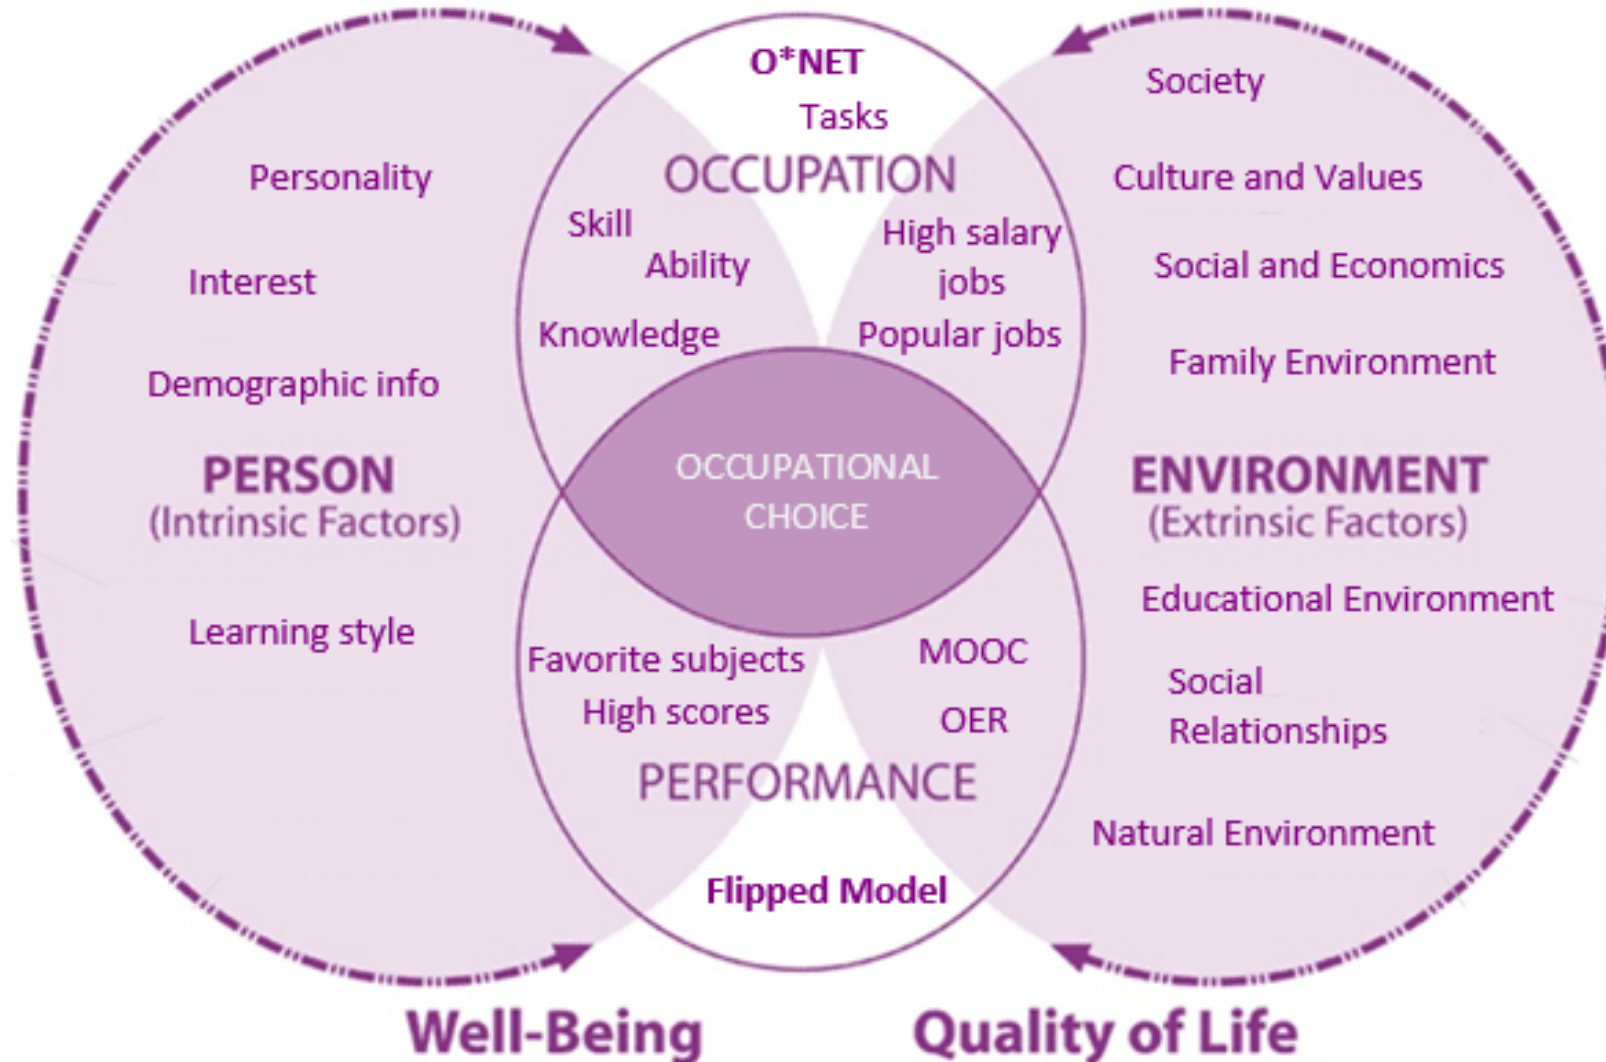 O*NET
Tasks
OCCUPATION
Society
Personality
Culture and Values
Skill
Ability
High salary
jobs
Social and Economics
Interest
Knowledge
Popular jobs
Family Environment
Demographic info
PERSON
(Intrinsic Factors)
OCCUPATIONAL
CHOICE
ENVIRONMENT
(Extrinsic Factors)
Educational Environment
Learning style
Favorite subjects
High scores
MOOC
OER
Social
Relationships
PERFORMANCE
Natural Environment
Flipped Model
Well-Being
Quality of Life